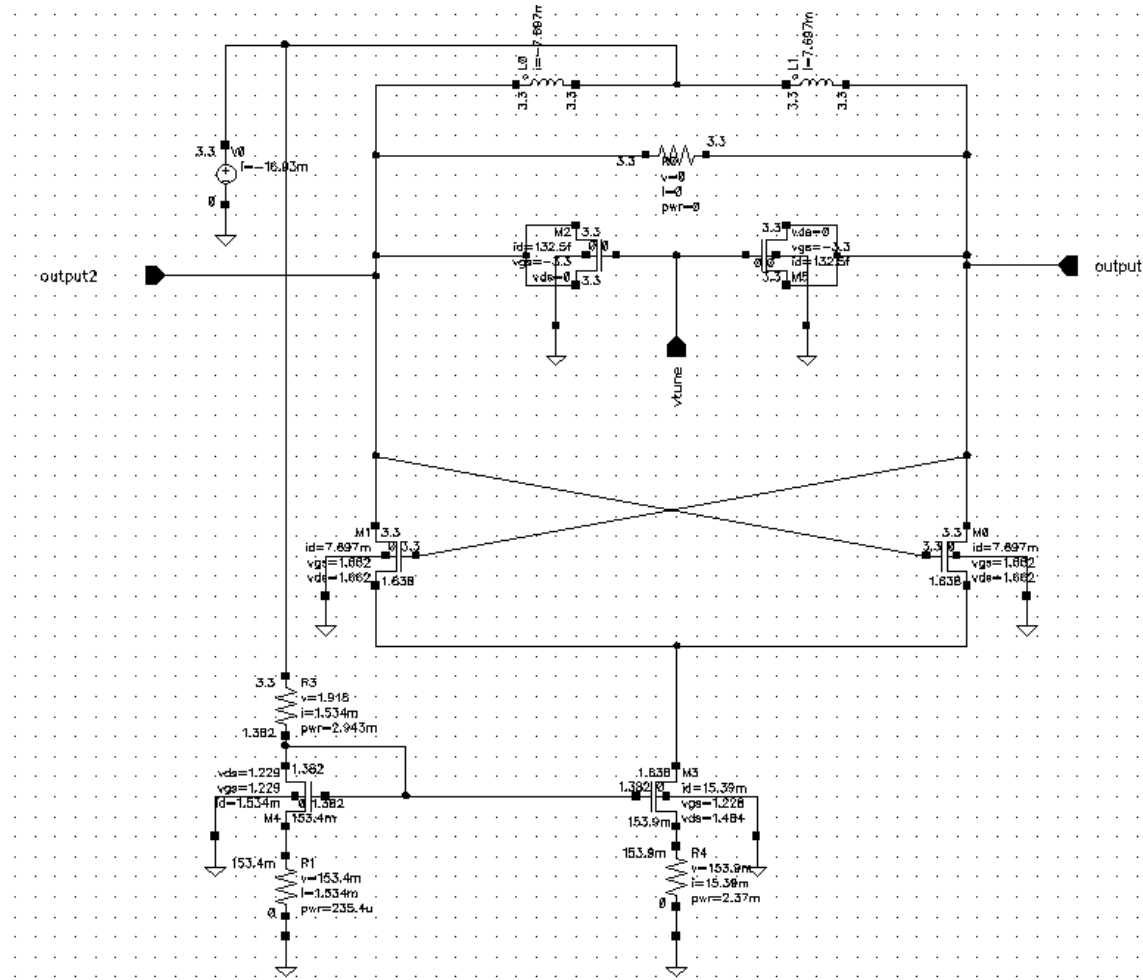 L0
i=-7.697m
3.3
3.3
L1
i=7.697m
3.3
3.3
3.3
V0
i=-16.93m
0
3.3
3.3
R0
v=0
i=0
pwr=0
M2
3.3
id=132.5f
vgs=-3.3
vds=0
0
0
3.3
3.3
vds=0
vgs=-3.3
id=132.5f
0
0
3.3
M5
output2
output
vtune
M1
3.3
id=7.697m
0
3.3
vgs=1.662
vds=1.662
1.638
3.3
M0
3.3
0
id=7.697m
vgs=1.662
vds=1.662
1.638
3.3
R3
v=1.918
i=1.534m
pwr=2.943m
1.382
vds=1.229
1.382
vgs=1.229
id=1.534m
0
1.382
M4
153.4m
1.638
M3
1.382
0
id=15.39m
vgs=1.228
vds=1.484
153.9m
153.4m
R1
v=153.4m
i=1.534m
pwr=235.4u
0
153.9m
R4
v=153.9m
i=15.39m
pwr=2.37m
0